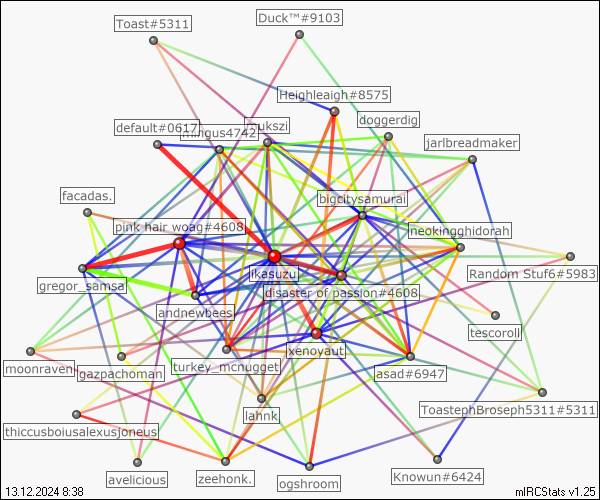 Duck™#9103
Toast#5311
Heighleaigh#8575
doggerdig
default#0617
mingus4742
ukszi
jarlbreadmaker
facadas.
bigcitysamurai
pink hair woag#4608
neokingghidorah
gregor_samsa
jikasuzu
Random Stuf6#5983
disaster of passion#4608
andnewbees
tescoroll
xenoyaut
moonraven
gazpachoman
turkey_mcnugget
asad#6947
lahnk
ToastephBroseph5311#5311
thiccusboiusalexusjoneus
avelicious
zeehonk.
ogshroom
Knowun#6424
13.12.2024 8:38
mIRCStats v1.25